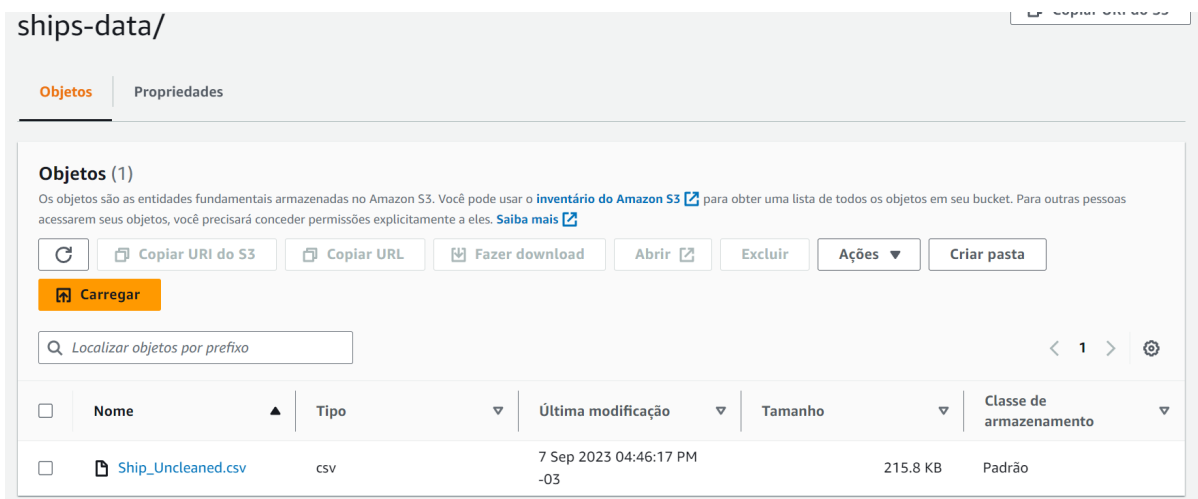 Copiar URI do S3
ships-data/
Objetos
Propriedades
Objetos (1)
Os objetos são as entidades fundamentais armazenadas no Amazon S3. Você pode usar o inventário do Amazon S3 para obter uma lista de todos os objetos em seu bucket. Para outras pessoas
acessarem seus objetos, você precisará conceder permissões explicitamente a eles. Saiba mais
Copiar URI do S3 Copiar URL Fazer download Abrir Excluir Ações Criar pasta
Carregar
Localizar objetos por prefixo
1
Nome Tipo Última modificação Tamanho Classe de
armazenamento
Ship_Uncleaned.csv csv 7 Sep 2023 04:46:17 PM
-03 215.8 KB Padrão